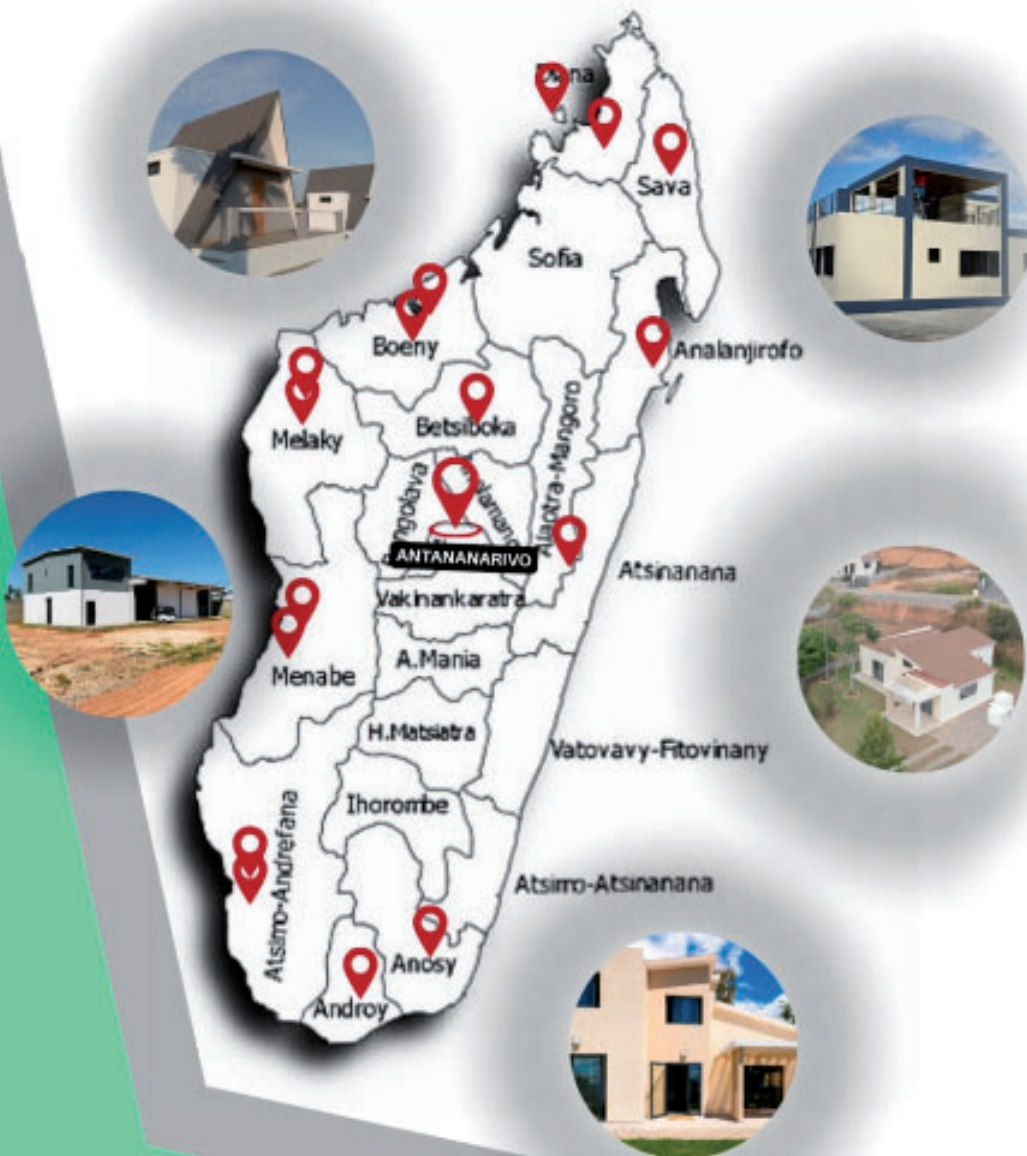 Diana
Sava
Sofia
Boeny
Analanjirofo
Melaky
Betsiboka
Alaotra-Mangoro
ANTANANARIVO
Atsinanana
Vakinankaratra
A.Mania
Menabe
H.Matsiatra
Vatovavy-Fitovinany
Ihorombe
Atsimo-Andrefana
Atsimo-Atsinanana
Anosy
Androy